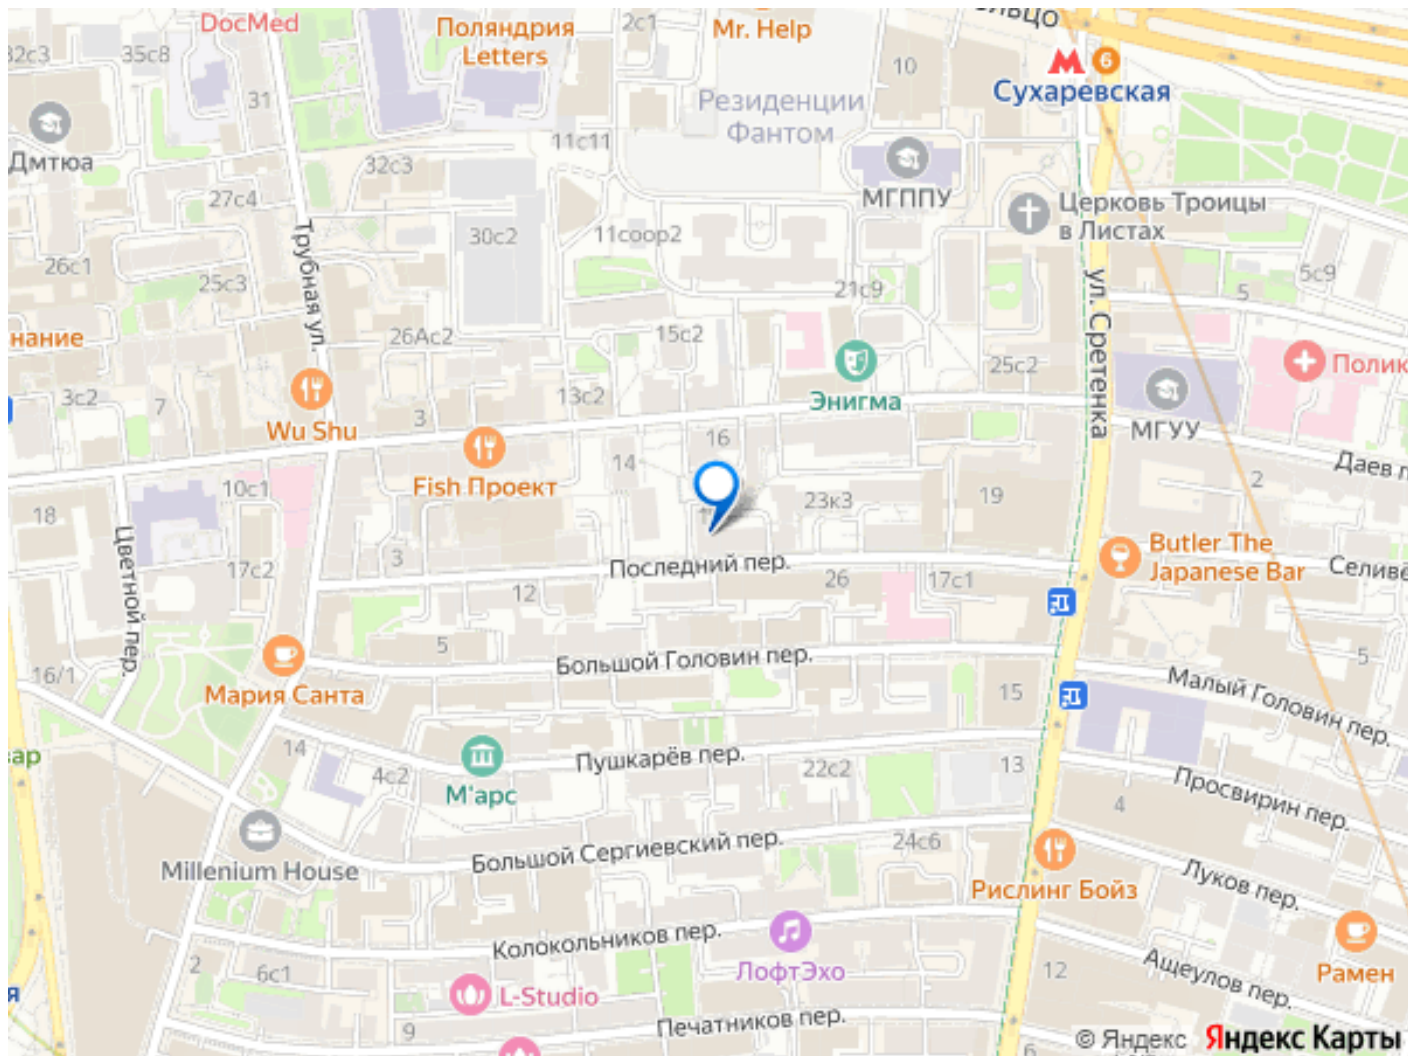 DocMed
Поляндрия
Letters
2с1
Mr. Help
32с3
35с8
31
10
6
Сухаревская
Резиденции
Фантом
11с11
Дмтюа
32с3
МГППУ
27с4
Церковь Троицы
в Листах
Трубная ул.
30с2
11соор2
26с1
25с3
21с9
5с9
5
ул. Сретенка
нание
26Ас2
15с2
25с2
Полик
3с2
7
3
13с2
Энигма
Wu Shu
МГУУ
16
14
Даев п
Fish Проект
10с1
23к3
19
2
18
Цветной пер.
3
Последний пер.
Butler The
Japanese Bar
Селивё
17с2
12
26
17с1
5
Большой Головин пер.
5
16/1
Мария Санта
15
Малый Головин пер.
14
вар
4с2
М'арс
Пушкарёв пер.
22с2
13
Просвирин пер.
4
Millenium House
Большой Сергиевский пер.
24с6
Рислинг Бойз
Луков пер.
Колокольников пер.
ЛофтЭхо
2
6с1
L-Studio
12
Ащеулов пер.
Рамен
я
9
Печатников пер.
© Яндекс Яндекс Карты